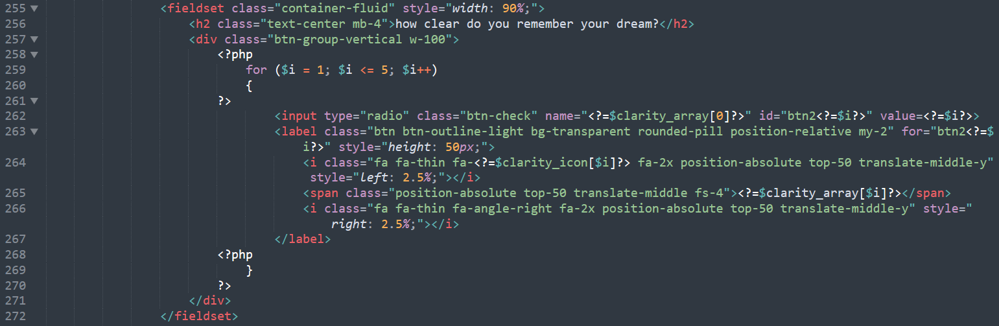 255 <fieldset class="container-fluid" style="width: 90%;">
256 <h2 class="text-center mb-4">how clear do you remember your dream?</h2>
257 <div class="btn-group-vertical w-100">
258 <?php
259 for ($i = 1; $i <= 5; $i++)
260 {
261 ?>
262 <input type="radio" class="btn-check" name="<?=$clarity_array[0]?>" id="btn2<?=$i?>" value=<?=$i?>>
263 <label class="btn btn-outline-light bg-transparent rounded-pill position-relative my-2" for="btn2<?=$
i?>" style="height: 50px;">
264 <i class="fa fa-thin fa-<?=$clarity_icon[$i]?> fa-2x position-absolute top-50 translate-middle-y"
style="left: 2.5%;"></i>
265 <span class="position-absolute top-50 translate-middle fs-4"><?=$clarity_array[$i]?></span>
266 <i class="fa fa-thin fa-angle-right fa-2x position-absolute top-50 translate-middle-y" style="
right: 2.5%;"></i>
267 </label>
268 <?php
269 }
270 ?>
271 </div>
272 </fieldset>